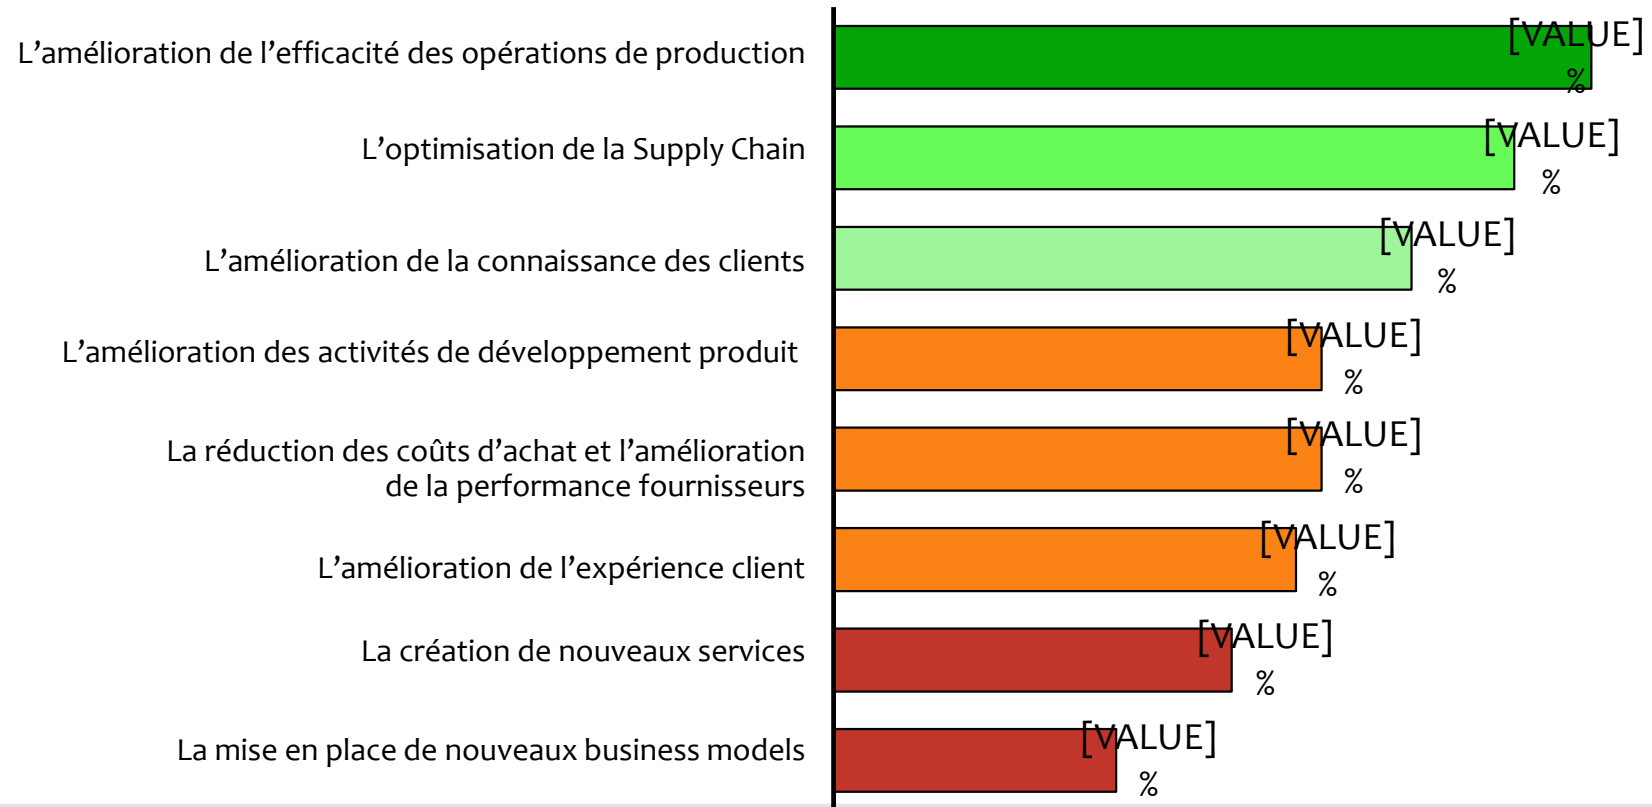 L’amélioration de l’efficacité des opérations de production
[VALUE]
%
L’optimisation de la Supply Chain
[VALUE]
%
L’amélioration de la connaissance des clients
[VALUE]
%
L’amélioration des activités de développement produit
[VALUE]
%
La réduction des coûts d’achat et l’amélioration
de la performance fournisseurs
[VALUE]
%
L’amélioration de l’expérience client
[VALUE]
%
La création de nouveaux services
[VALUE]
%
La mise en place de nouveaux business models
[VALUE]
%